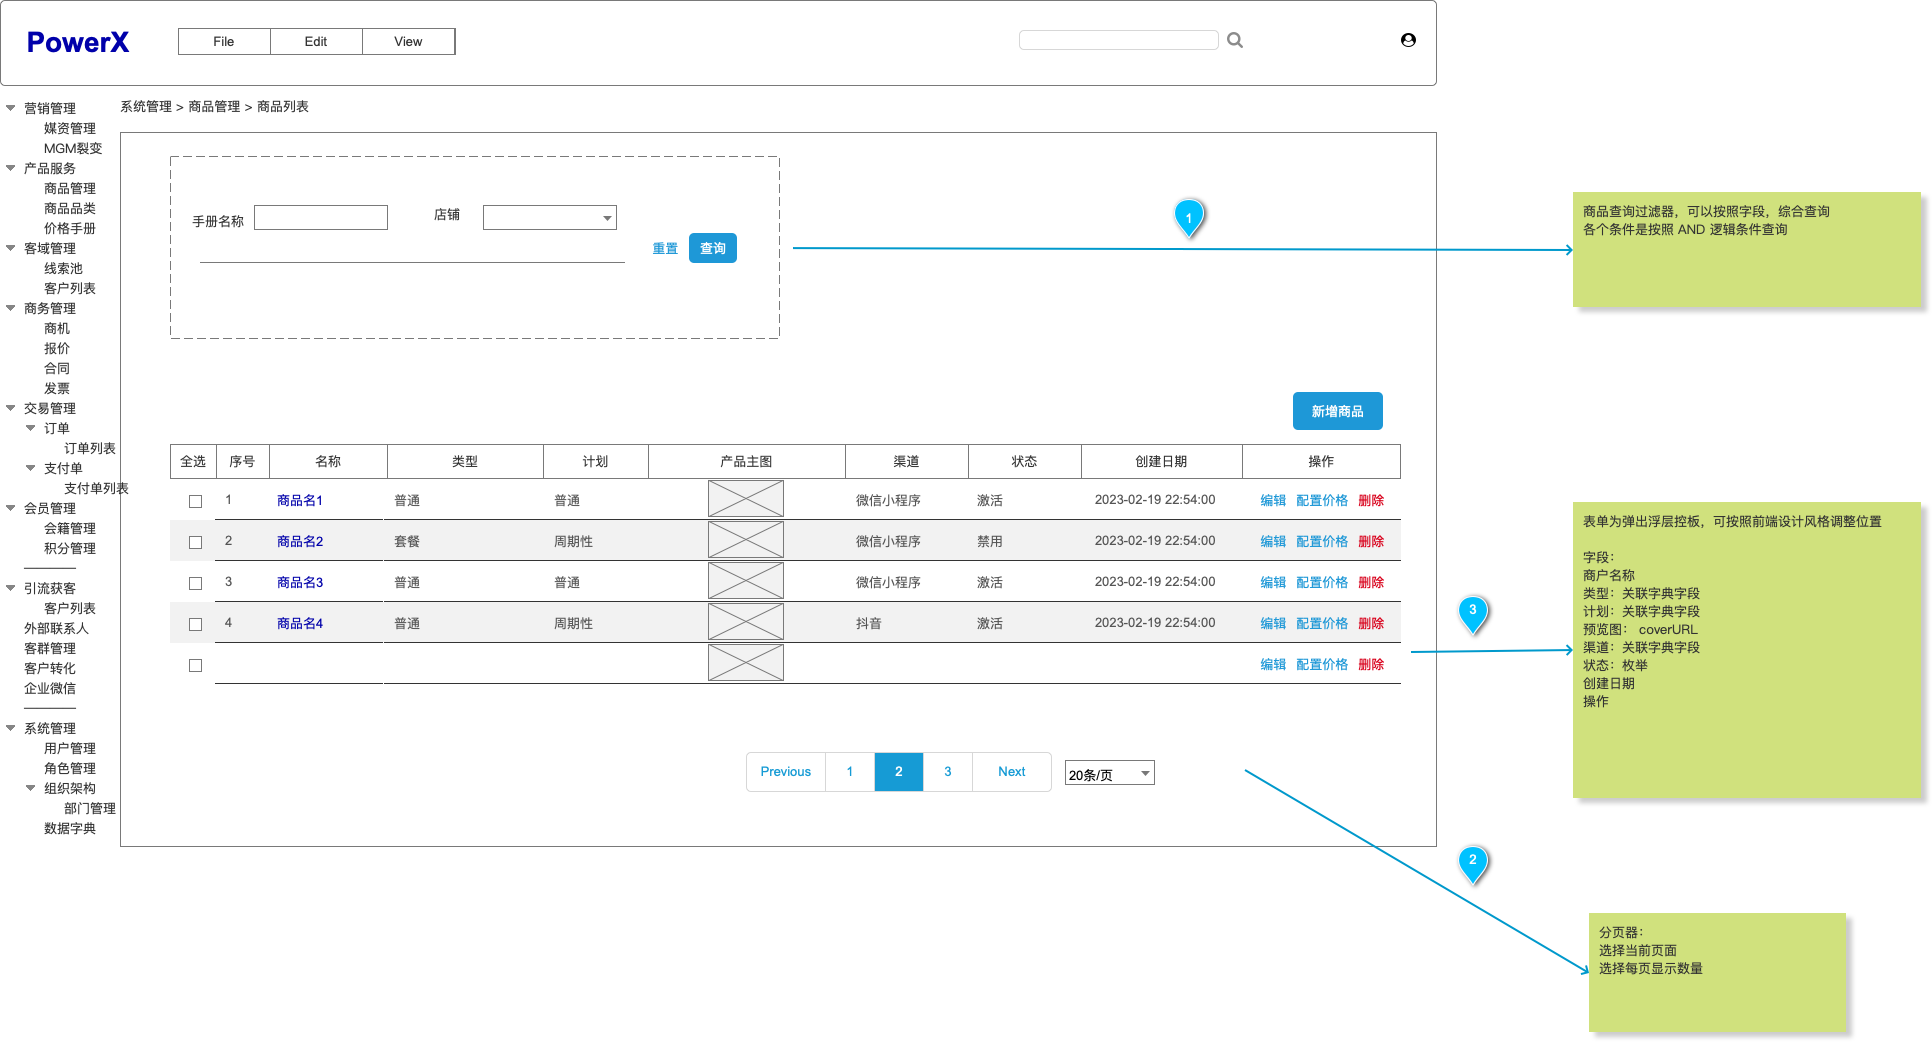 PowerX
File Edit View
营销管理
媒资管理
MGM裂变
产品服务
商品管理
商品品类
价格手册
客域管理
线索池
客户列表
商务管理
商机
报价
合同
发票
交易管理
订单
订单列表
支付单
支付单列表
会员管理
会籍管理
积分管理
引流获客
客户列表
外部联系人
客群管理
客户转化
企业微信
系统管理
用户管理
角色管理
组织架构
部门管理
数据字典
系统管理 > 商品管理 > 商品列表
手册名称 店铺
重置 查询
新增商品
全选 序号 名称 类型 计划 产品主图 渠道 状态 创建日期 操作
1 商品名1 普通 普通 微信小程序 激活 2023-02-19 22:54:00 编辑 配置价格 删除
2 商品名2 套餐 周期性 微信小程序 禁用 2023-02-19 22:54:00 编辑 配置价格 删除
3 商品名3 普通 普通 微信小程序 激活 2023-02-19 22:54:00 编辑 配置价格 删除
4 商品名4 普通 周期性 抖音 激活 2023-02-19 22:54:00 编辑 配置价格 删除
编辑 配置价格 删除
Previous 1 2 3 Next 20条/页
1
商品查询过滤器，可以按照字段，综合查询
各个条件是按照 AND 逻辑条件查询
3
表单为弹出浮层控板，可按照前端设计风格调整位置
字段：
商户名称
类型：关联字典字段
计划：关联字典字段
预览图： coverURL
渠道：关联字典字段
状态：枚举
创建日期
操作
2
分页器：
选择当前页面
选择每页显示数量